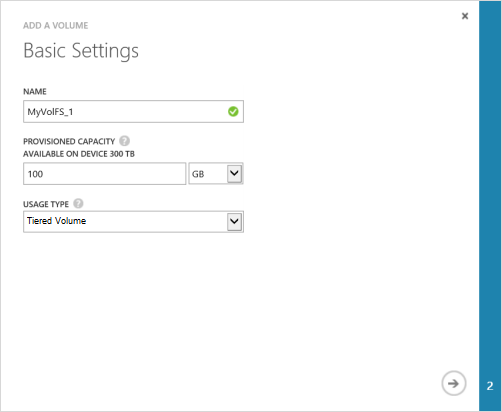 ADD A VOLUME
Basic Settings
NAME
MyVolFS_1
PROVISIONED CAPACITY ?
AVAILABLE ON DEVICE 300 TB
100 GB
USAGE TYPE ?
Tiered Volume
2